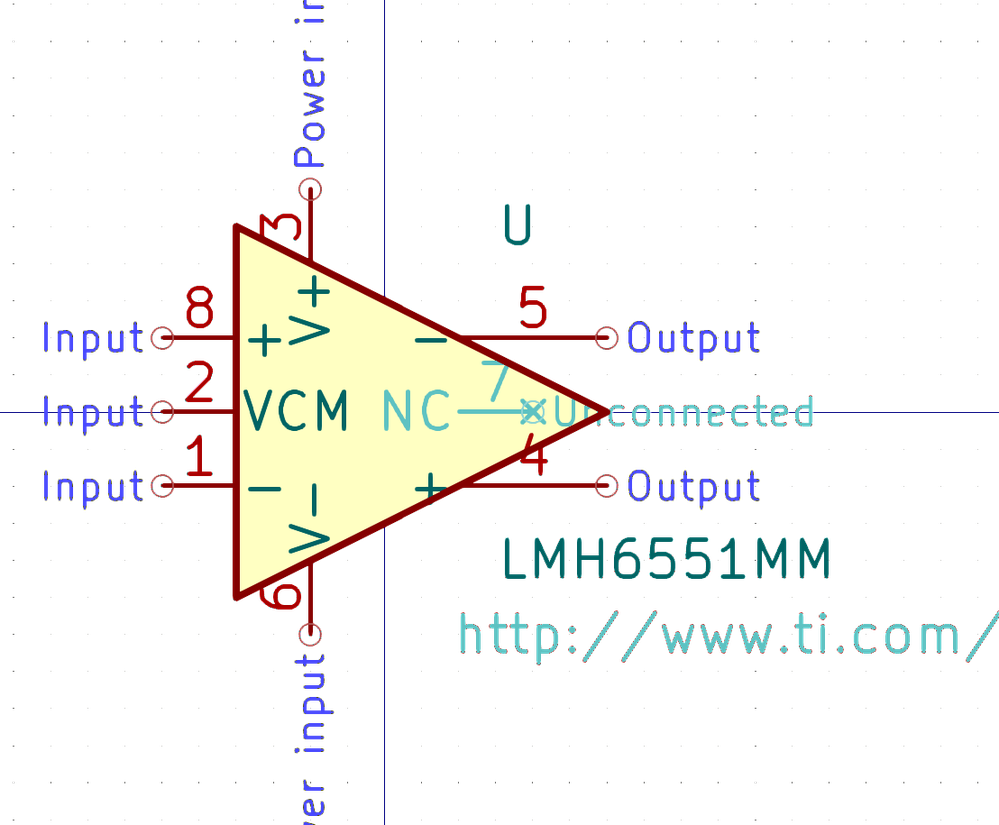 Power in
3
U
V+
8
5
Input
+
-
Output
2
7
Input
VCM
NC
Unconnected
1
4
Input
-
+
Output
V-
LMH6551MM
6
http://www.ti.com/
er input